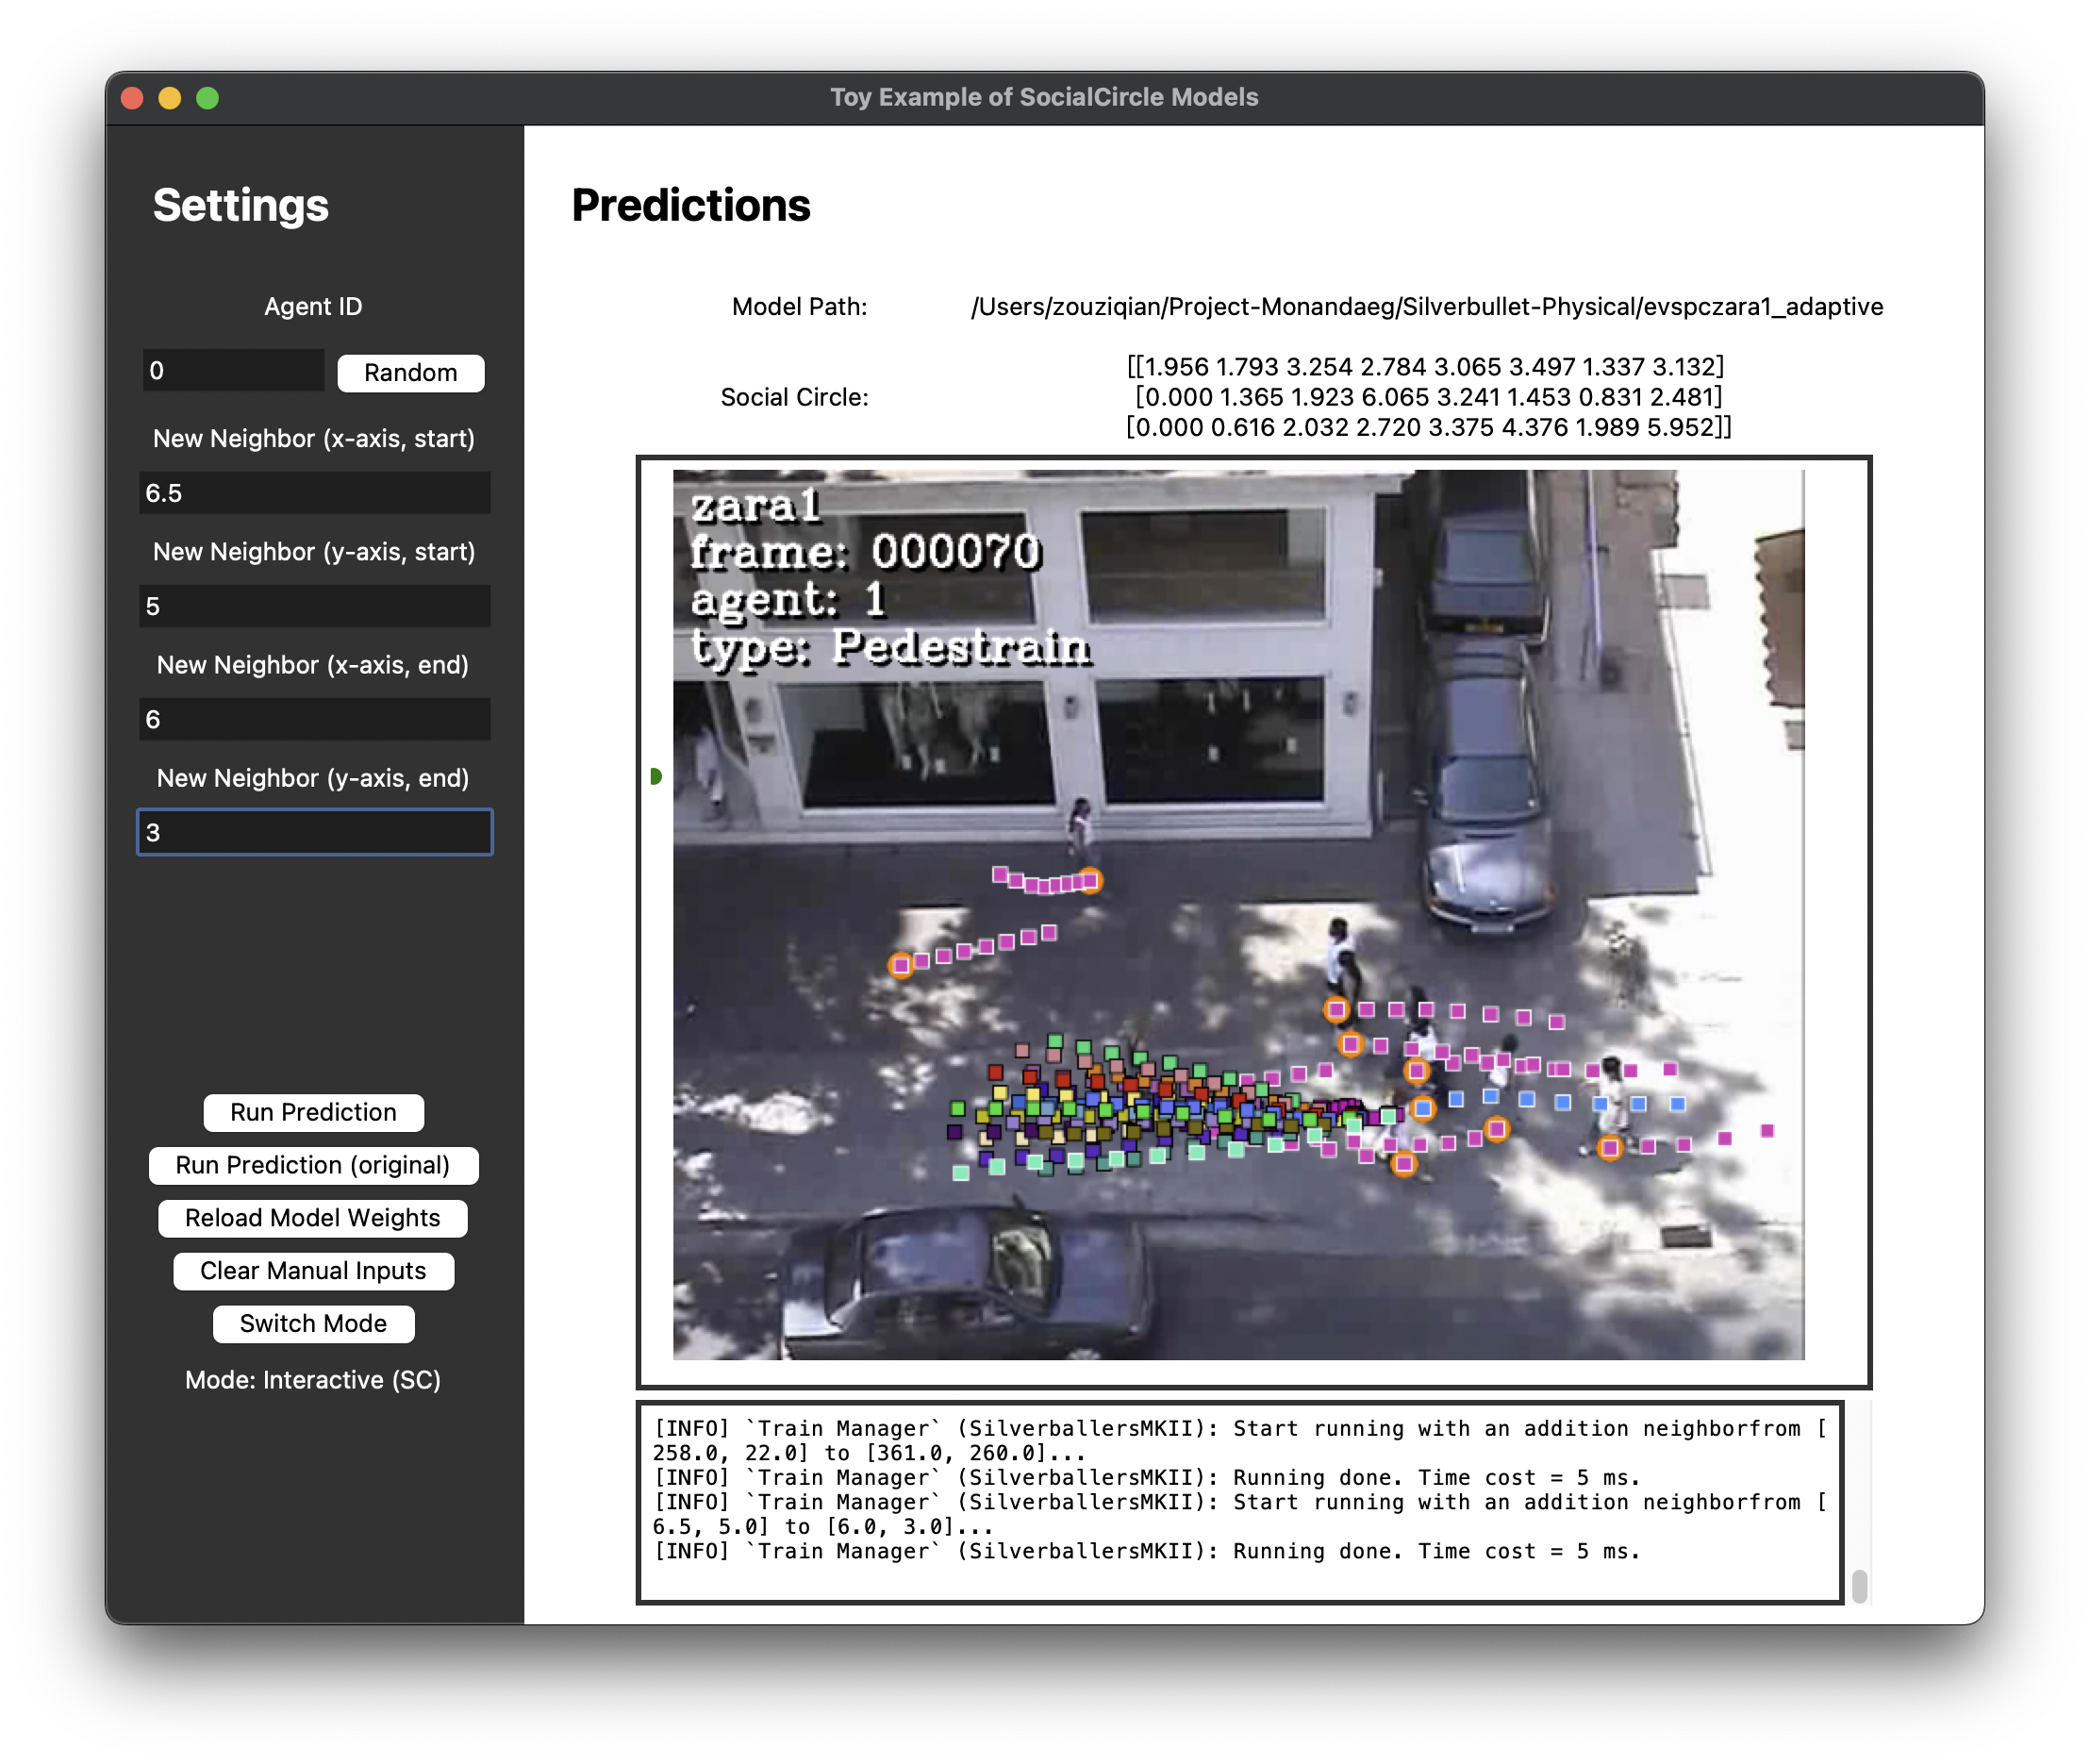 Toy Example of SocialCircle Models
Settings
Agent ID
0
Random
New Neighbor (x-axis, start)
6.5
New Neighbor (y-axis, start)
5
New Neighbor (x-axis, end)
6
New Neighbor (y-axis, end)
3
Run Prediction
Run Prediction (original)
Reload Model Weights
Clear Manual Inputs
Switch Mode
Mode: Interactive (SC)
Predictions
Model Path: /Users/zouziqian/Project-Monandaeg/Silverbullet-Physical/evspczara1_adaptive
Social Circle:
[[1.956 1.793 3.254 2.784 3.065 3.497 1.337 3.132]
[0.000 1.365 1.923 6.065 3.241 1.453 0.831 2.481]
[0.000 0.616 2.032 2.720 3.375 4.376 1.989 5.952]]
zara1
frame: 000070
agent: 1
type: Pedestrain
[INFO] `Train Manager` (SilverballersMKII): Start running with an addition neighborfrom [
258.0, 22.0] to [361.0, 260.0]...
[INFO] `Train Manager` (SilverballersMKII): Running done. Time cost = 5 ms.
[INFO] `Train Manager` (SilverballersMKII): Start running with an addition neighborfrom [
6.5, 5.0] to [6.0, 3.0]...
[INFO] `Train Manager` (SilverballersMKII): Running done. Time cost = 5 ms.